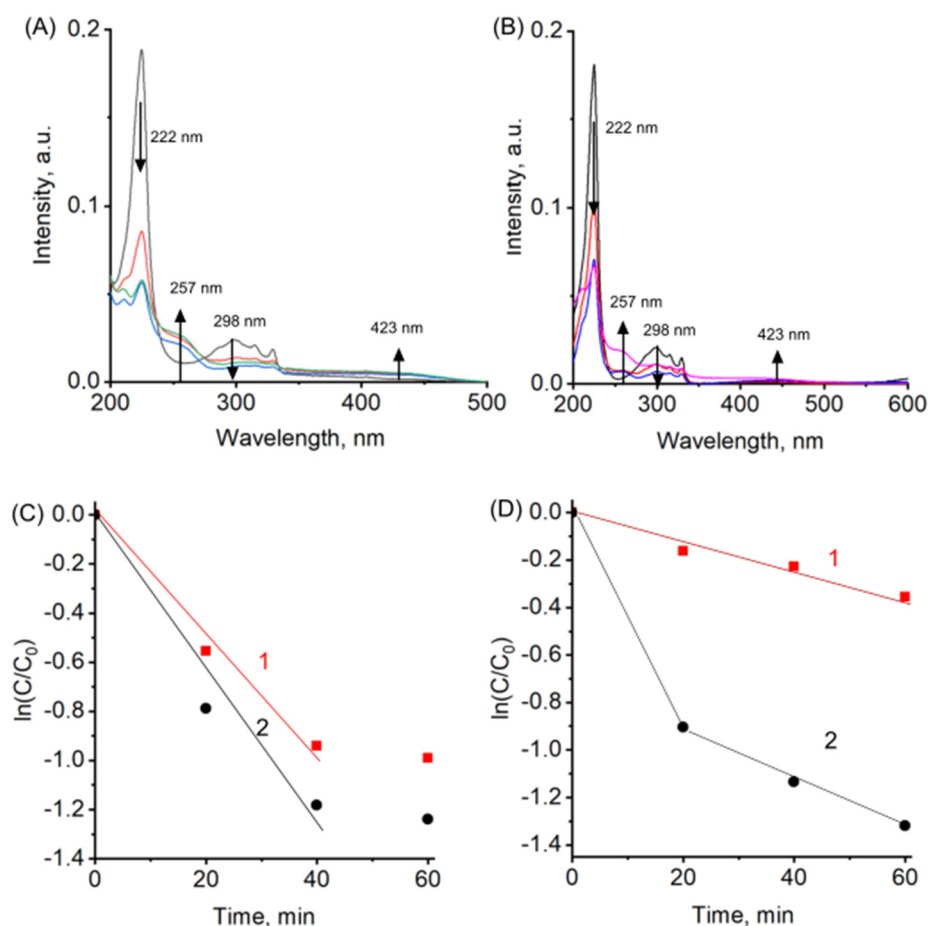 (A)
0.2
0.1
0.0
Intensity, a.u.
222 nm
257 nm
298 nm
423 nm
200
300
400
500
Wavelength, nm
(B)
0.2
0.1
0.0
Intensity, a.u.
222 nm
257 nm
298 nm
423 nm
200
300
400
500
600
Wavelength, nm
(C)
0.0
-0.2
-0.4
-0.6
-0.8
-1.0
-1.2
-1.4
ln(C/C₀)
1
2
0
20
40
60
Time, min
(D)
0.0
-0.2
-0.4
-0.6
-0.8
-1.0
-1.2
-1.4
ln(C/C₀)
1
2
0
20
40
60
Time, min